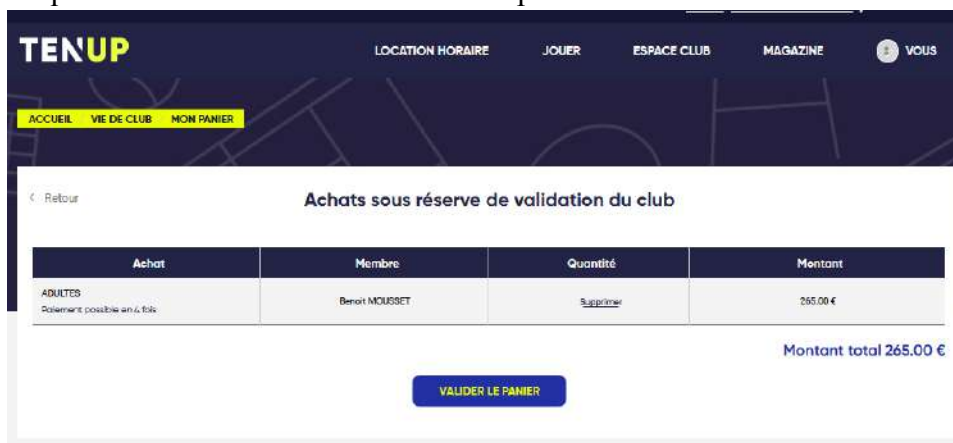 TEN'UP
LOCATION HORAIRE JOUER ESPACE CLUB MAGAZINE VOUS
ACCUEIL VIE DE CLUB MON PANIER
< Retour
Achats sous réserve de validation du club
Achat Membre Quantité Montant
ADULTES
Paiement possible en 4 fois
Benoit MOUSSET Supprimer 265.00 €
Montant total 265.00 €
VALIDER LE PANIER